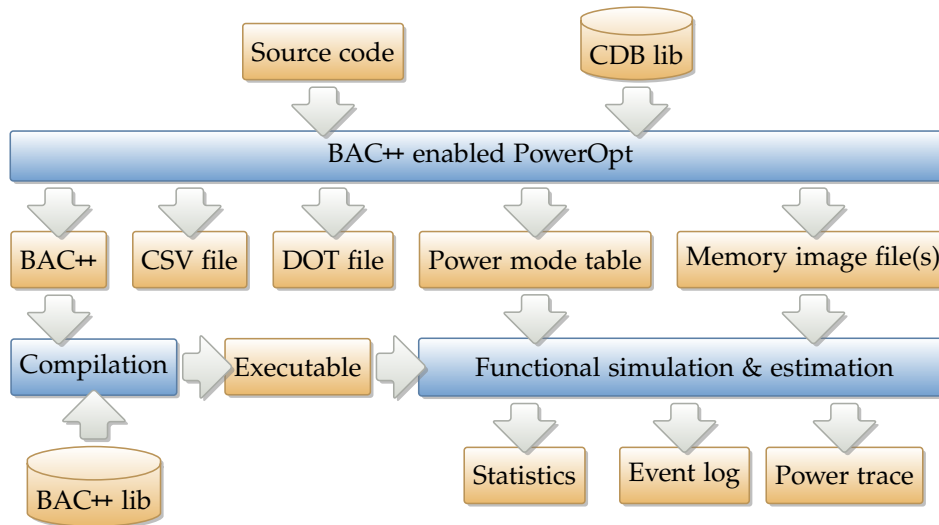 Source code
CDB lib
BAC++ enabled PowerOpt
BAC++
CSV file
DOT file
Power mode table
Memory image file(s)
Compilation
Executable
Functional simulation & estimation
BAC++ lib
Statistics
Event log
Power trace